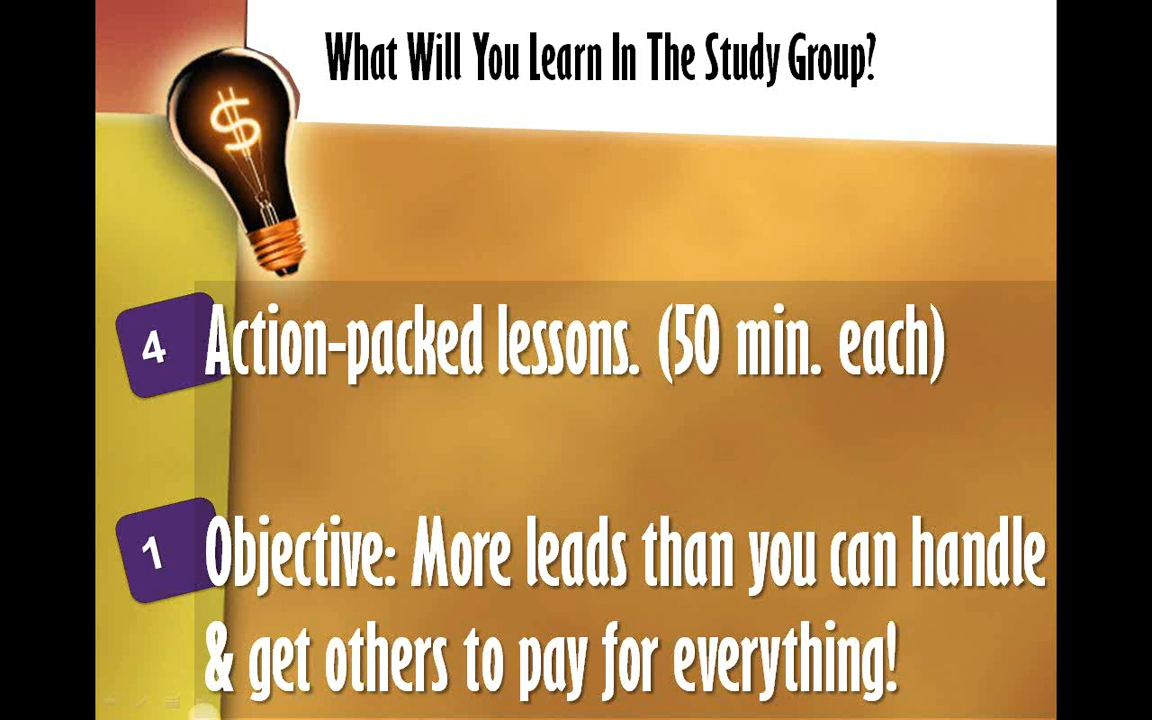 What Will You Learn In The Study Group?
$
4 Action-packed lessons. (50 min. each)
1 Objective: More leads than you can handle
& get others to pay for everything!